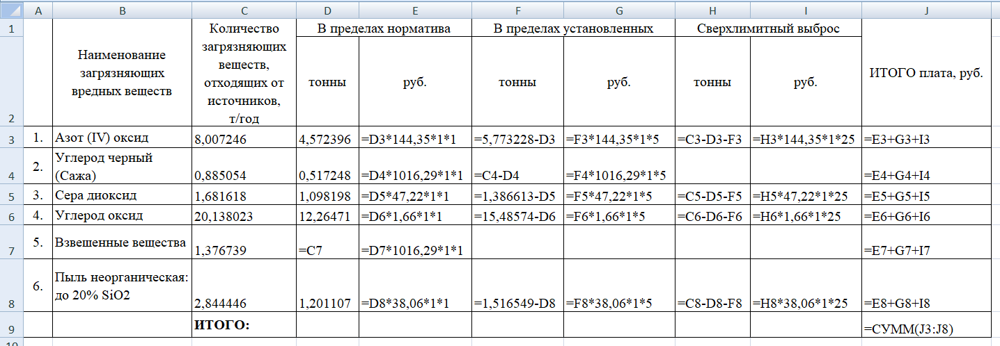 A B C D E F G H I J
1 Количество В пределах норматива В пределах установленных Сверхлимитный выброс
загрязняющих
Наименование веществ,
загрязняющих отходящих от тонны руб. тонны руб. тонны руб. ИТОГО плата, руб.
вредных веществ источников,
2 т/год
3 1. Азот (IV) оксид 8,007246 4,572396 =D3*144,35*1*1 =5,773228-D3 =F3*144,35*1*5 =C3-D3-F3 =H3*144,35*1*25 =E3+G3+I3
2. Углерод черный
4 (Сажа) 0,885054 0,517248 =D4*1016,29*1*1 =C4-D4 =F4*1016,29*1*5 =E4+G4+I4
5 3. Сера диоксид 1,681618 1,098198 =D5*47,22*1*1 =1,386613-D5 =F5*47,22*1*5 =C5-D5-F5 =H5*47,22*1*25 =E5+G5+I5
6 4. Углерод оксид 20,138023 12,26471 =D6*1,66*1*1 =15,48574-D6 =F6*1,66*1*5 =C6-D6-F6 =H6*1,66*1*25 =E6+G6+I6
5. Взвешенные вещества
7 1,376739 =C7 =D7*1016,29*1*1 =E7+G7+I7
Пыль неорганическая:
6. до 20% SiO2
8 2,844446 1,201107 =D8*38,06*1*1 =1,516549-D8 =F8*38,06*1*5 =C8-D8-F8 =H8*38,06*1*25 =E8+G8+I8
9 ИТОГО: =СУММ(J3:J8)
10